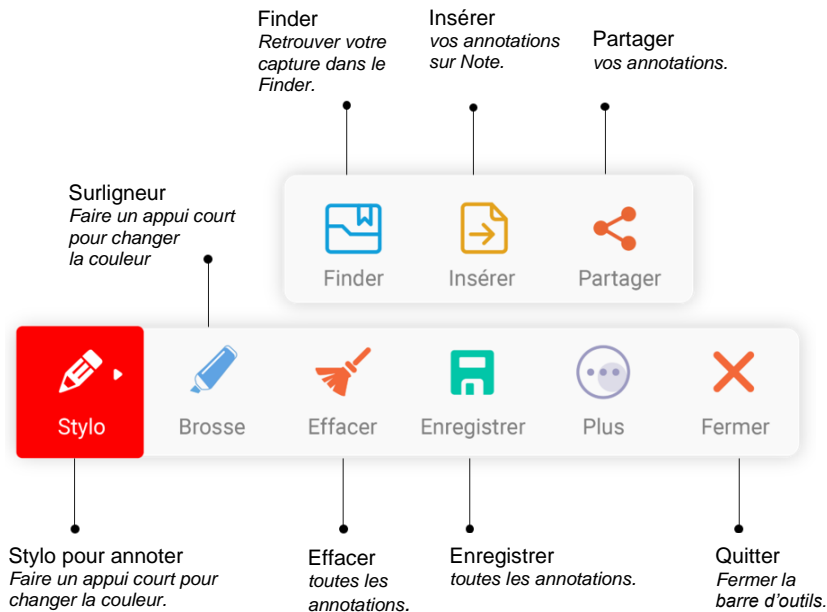 Finder
Retrouver votre
capture dans le
Finder.
Insérer
vos annotations
sur Note.
Partager
vos annotations.
Surligneur
Faire un appui court
pour changer
la couleur
Finder
Insérer
Partager
Stylo
Brosse
Effacer
Enregistrer
Plus
Fermer
Stylo pour annoter
Faire un appui court pour
changer la couleur.
Effacer
toutes les
annotations.
Enregistrer
toutes les annotations.
Quitter
Fermer la
barre d’outils.